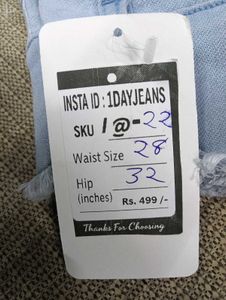 INSTA ID : 1DAYJEANS
SKU 1@-22
Waist Size 28
Hip 32
(inches) Rs. 499 /-
Thanks For Choosing